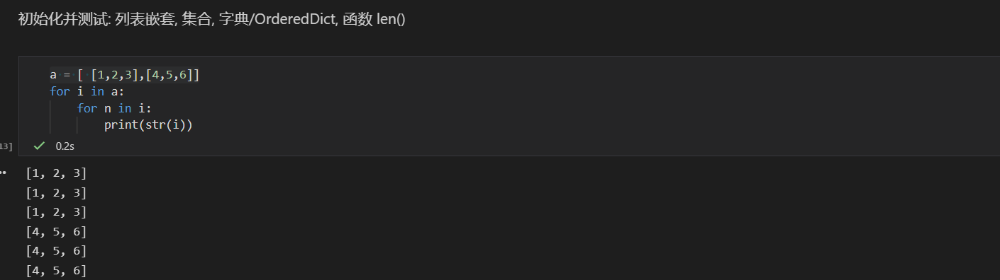 初始化并测试: 列表嵌套, 集合, 字典/OrderedDict, 函数 len()
a = [ [1,2,3],[4,5,6]]
for i in a:
for n in i:
print(str(i))
13]
0.2s
[1, 2, 3]
[1, 2, 3]
[1, 2, 3]
[4, 5, 6]
[4, 5, 6]
[4, 5, 6]